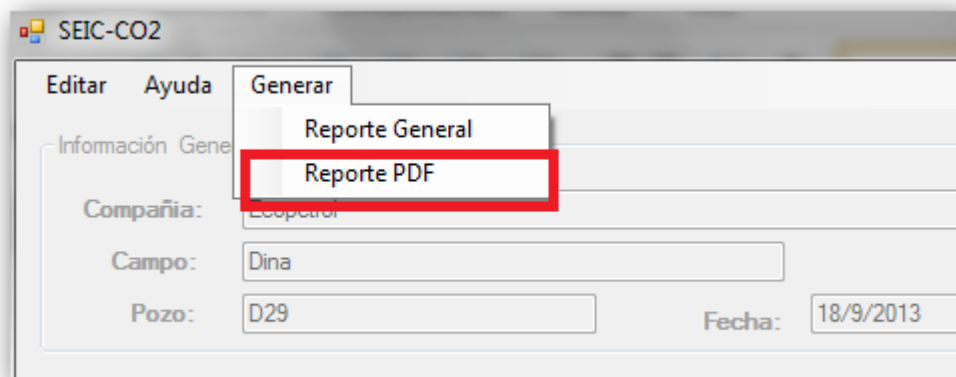 SEIC-CO2
Editar Ayuda Generar
Reporte General
Información Gene
Reporte PDF
Compañia: Ecopetrol
Campo: Dina
Pozo: D29 Fecha: 18/9/2013